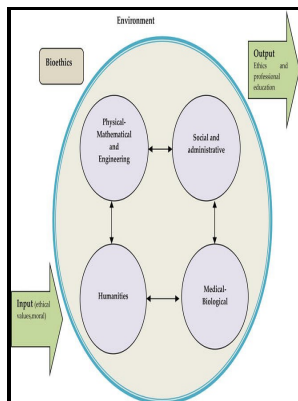 Environment
Bioethics
Output
Ethics and
professional
education
Physical-
Mathematical
and
Engineering
Social and
administrative
Humanities
Medical-
Biological
Input (ethical
values,moral)